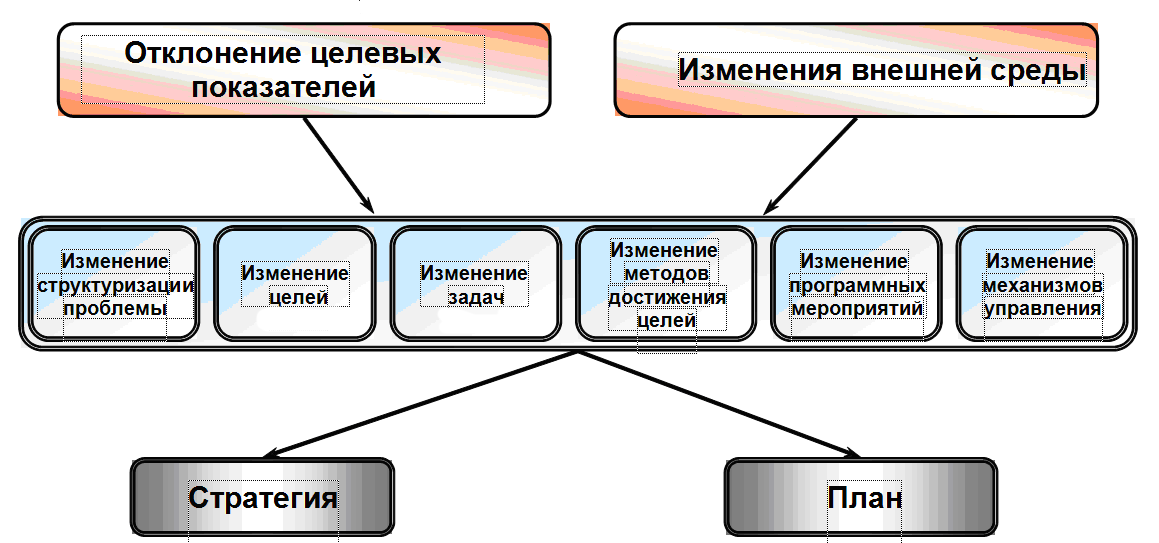 Отклонение целевых
показателей
Изменения внешней среды
Изменение
структуризации
проблемы
Изменение
целей
Изменение
задач
Изменение
методов
достижения
целей
Изменение
программных
мероприятий
Изменение
механизмов
управления
Стратегия
План